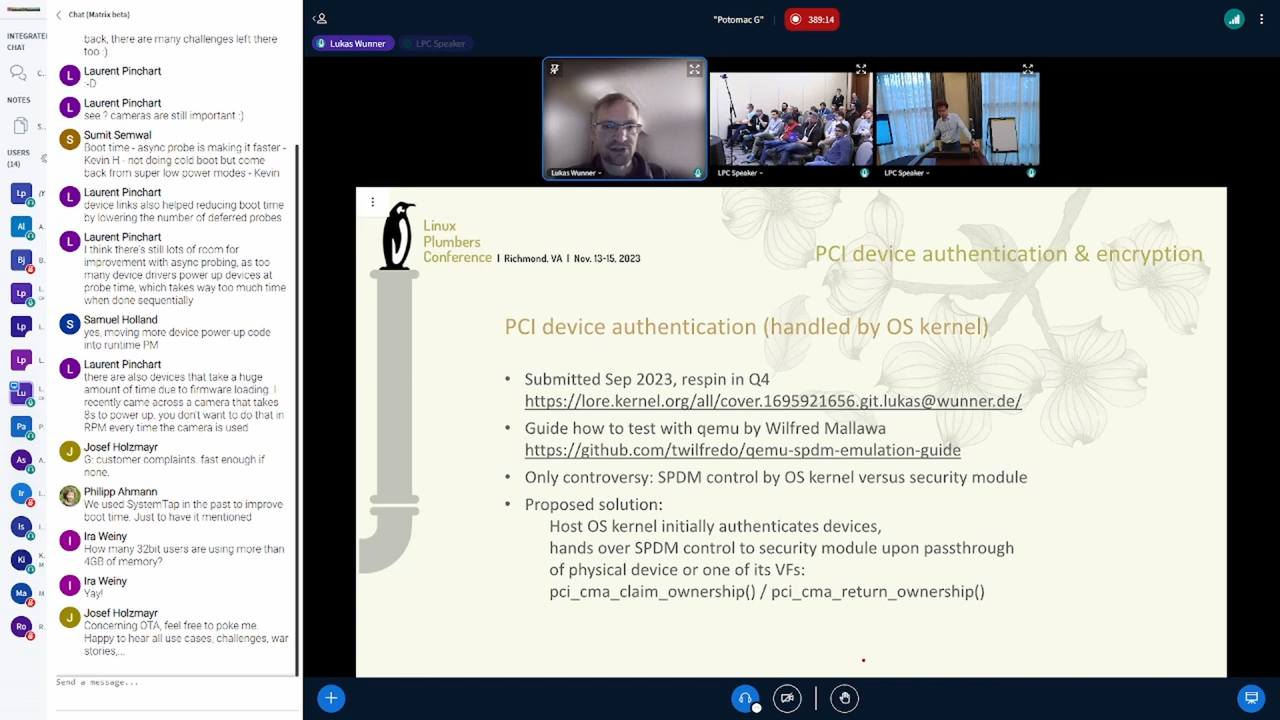 INTEGRATE
CHAT
C..
NOTES
S..
USERS
(14)
Lp
Al
A.
Bj
B.
Lp
L.
Lp
L.
Lp
L.
Lu
L.
Pa
P.
As
A.
Ir
I.
Is
I..
Ki
Ma
M.
Ro
R.
Chat [Matrix beta]
back, there are many challenges left there
too :)
L
Laurent Pinchart
:-D
L
Laurent Pinchart
see ? cameras are still important :)
S
Sumit Semwal
Boot time - async probe is making it faster -
Kevin H - not doing cold boot but come
back from super low power modes - Kevin
L
Laurent Pinchart
device links also helped reducing boot time
by lowering the number of deferred probes
L
Laurent Pinchart
I think there's still lots of room for
improvement with async probing, as too
many device drivers power up devices at
probe time, which takes way too much time
when done sequentially
S
Samuel Holland
yes, moving more device power-up code
into runtime PM
L
Laurent Pinchart
there are also devices that take a huge
amount of time due to firmware loading. I
recently came across a camera that takes
8s to power up, you don't want to do that in
RPM every time the camera is used
J
Josef Holzmayr
G: customer complaints. fast enough if
none.
Philipp Ahmann
We used SystemTap in the past to improve
boot time. Just to have it mentioned
I
Ira Weiny
How many 32bit users are using more than
4GB of memory?
I
Ira Weiny
Yay!
J
Josef Holzmayr
Concerning OTA, feel free to poke me.
Happy to hear all use cases, challenges, war
stories,...
Send a message...
"Potomac G"
389:14
Lukas Wunner
LPC Speaker
Lukas Wunner
LPC Speaker
LPC Speaker
Linux
Plumbers
Conference | Richmond, VA | Nov. 13-15, 2023
PCI device authentication & encryption
PCI device authentication (handled by OS kernel)
• Submitted Sep 2023, respin in Q4
https://lore.kernel.org/all/cover.1695921656.git.lukas@wunner.de/
• Guide how to test with qemu by Wilfred Mallawa
https://github.com/twilfredo/qemu-spdm-emulation-guide
• Only controversy: SPDM control by OS kernel versus security module
• Proposed solution:
Host OS kernel initially authenticates devices,
hands over SPDM control to security module upon passthrough
of physical device or one of its VFs:
pci_cma_claim_ownership() / pci_cma_return_ownership()